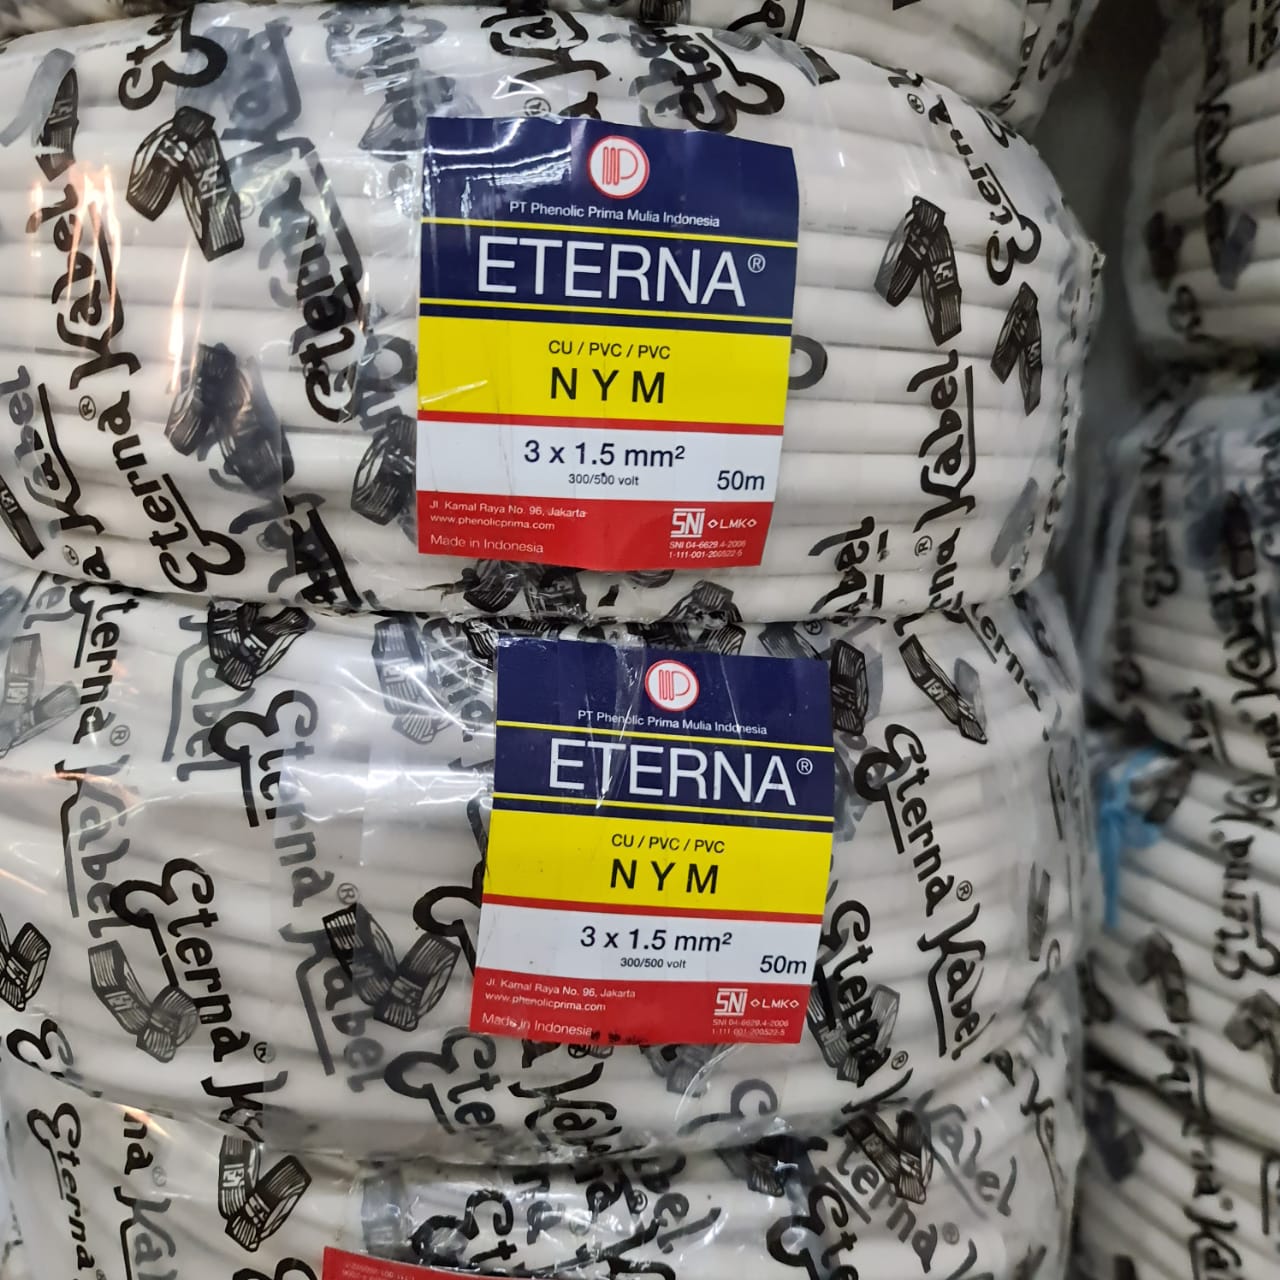 PT Phenolic Prima Mulia Indonesia
ETERNA®
CU / PVC / PVC
NYM
3 x 1.5 mm²
300/500 volt
50m
Jl. Kamal Raya No. 96, Jakarta
www.phenolicprima.com
Made in Indonesia
SNI LMK
SNI 04-6629.4-2006
1-111-001-200522-5
PT Phenolic Prima Mulia Indonesia
ETERNA®
CU / PVC / PVC
NYM
3 x 1.5 mm²
300/500 volt
50m
Jl. Kamal Raya No. 96, Jakarta
www.phenolicprima.com
Made in Indonesia
SNI LMK
SNI 04-6629.4-2006
1-111-001-200522-5
Eterna® Kabel
Eterna® Kabel
Eterna® Kabel
Eterna® Kabel
Eterna® Kabel